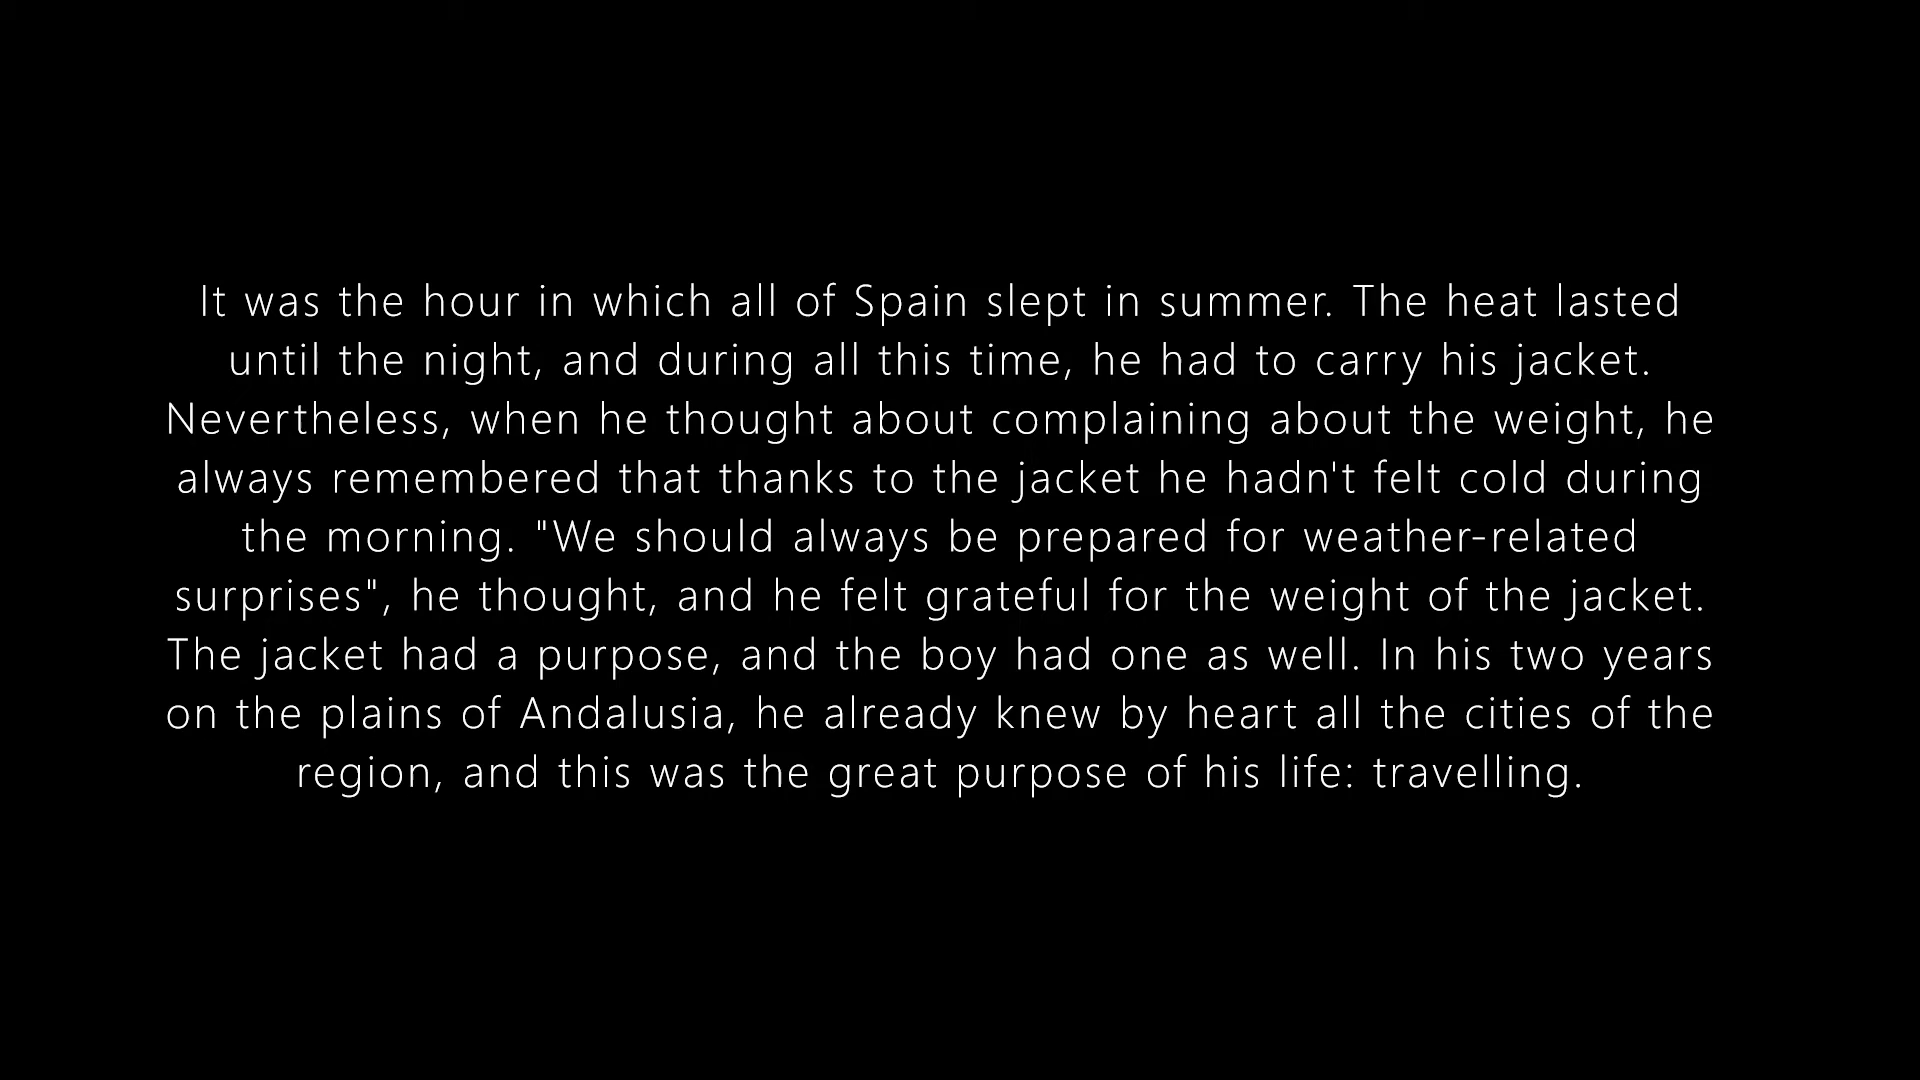 It was the hour in which all of Spain slept in summer. The heat lasted
until the night, and during all this time, he had to carry his jacket.
Nevertheless, when he thought about complaining about the weight, he
always remembered that thanks to the jacket he hadn't felt cold during
the morning. "We should always be prepared for weather-related
surprises", he thought, and he felt grateful for the weight of the jacket.
The jacket had a purpose, and the boy had one as well. In his two years
on the plains of Andalusia, he already knew by heart all the cities of the
region, and this was the great purpose of his life: travelling.